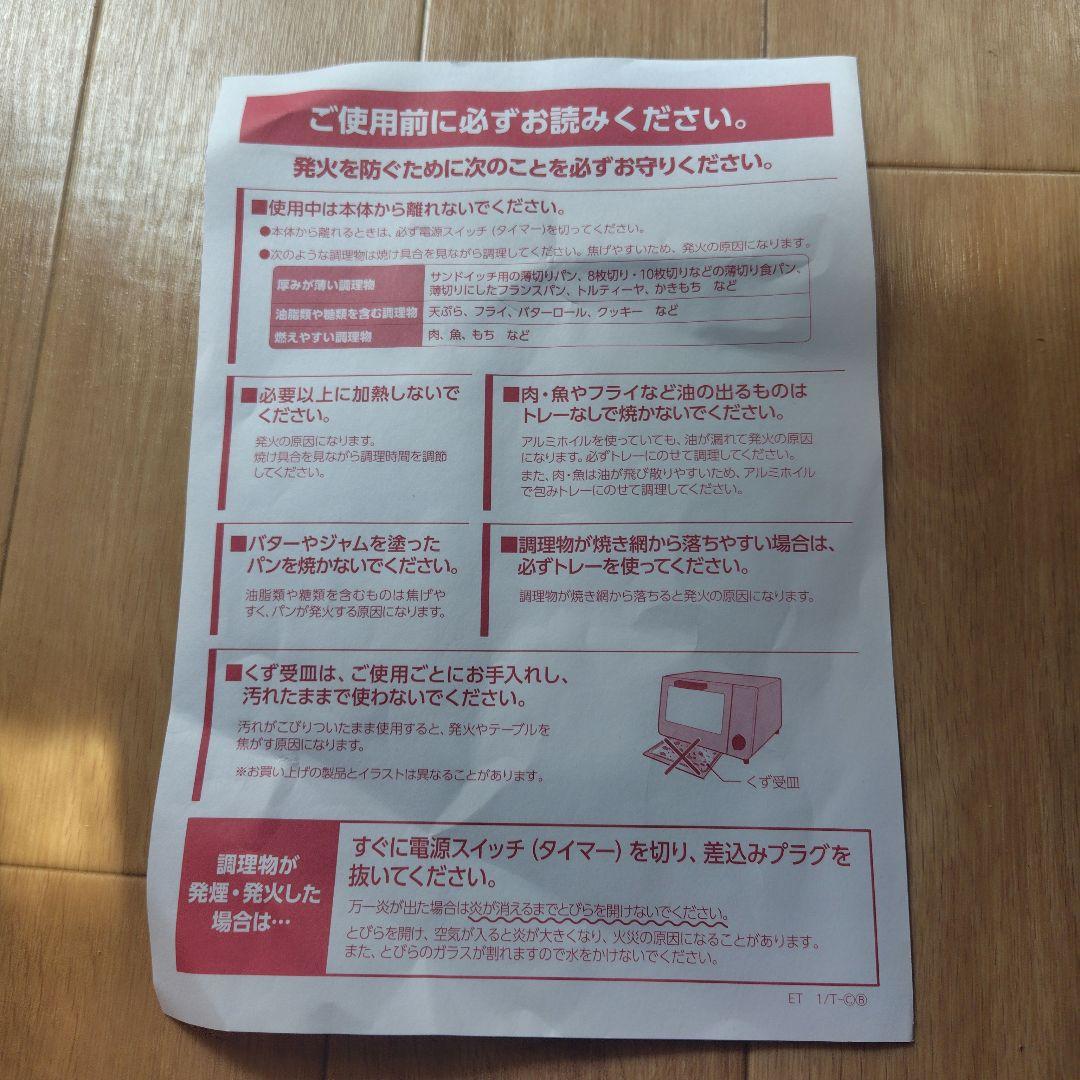 ご使用前に必ずお読みください。
発火を防ぐために次のことを必ずお守りください。
■使用中は本体から離れないでください。
●本体から離れるときは、必ず電源スイッチ(タイマー)を切ってください。
●次のような調理物は焼け具合を見ながら調理してください。焦げやすいため、発火の原因になります。
厚みが薄い調理物
サンドイッチ用の薄切りパン、8枚切り・10枚切りなどの薄切り食パン、
薄切りにしたフランスパン、トルティーヤ、かきもち など
油脂類や糖類を含む調理物 天ぷら、フライ、バターロール、クッキー など
燃えやすい調理物 肉、魚、もち など
■必要以上に加熱しないで
ください。
発火の原因になります。
焼け具合を見ながら調理時間を調節
してください。
■肉・魚やフライなど油の出るものは
トレーなしで焼かないでください。
アルミホイルを使っていても、油が漏れて発火の原因
になります。必ずトレーにのせて調理してください。
また、肉・魚は油が飛び散りやすいため、アルミホイル
で包みトレーにのせて調理してください。
■バターやジャムを塗った
パンを焼かないでください。
油脂類や糖類を含むものは焦げや
すく、パンが発火する原因になります。
■調理物が焼き網から落ちやすい場合は、
必ずトレーを使ってください。
調理物が焼き網から落ちると発火の原因になります。
■くず受皿は、ご使用ごとにお手入れし、
汚れたままで使わないでください。
汚れがこびりついたまま使用すると、発火やテーブルを
焦がす原因になります。
※お買い上げの製品とイラストは異なることがあります。
くず受皿
調理物が
発煙・発火した
場合は…
すぐに電源スイッチ(タイマー)を切り、差込みプラグを
抜いてください。
万一炎が出た場合は炎が消えるまでとびらを開けないでください。
とびらを開け、空気が入ると炎が大きくなり、火災の原因になることがあります。
また、とびらのガラスが割れますので水をかけないでください。
ET 1/T-ⒸⒷ